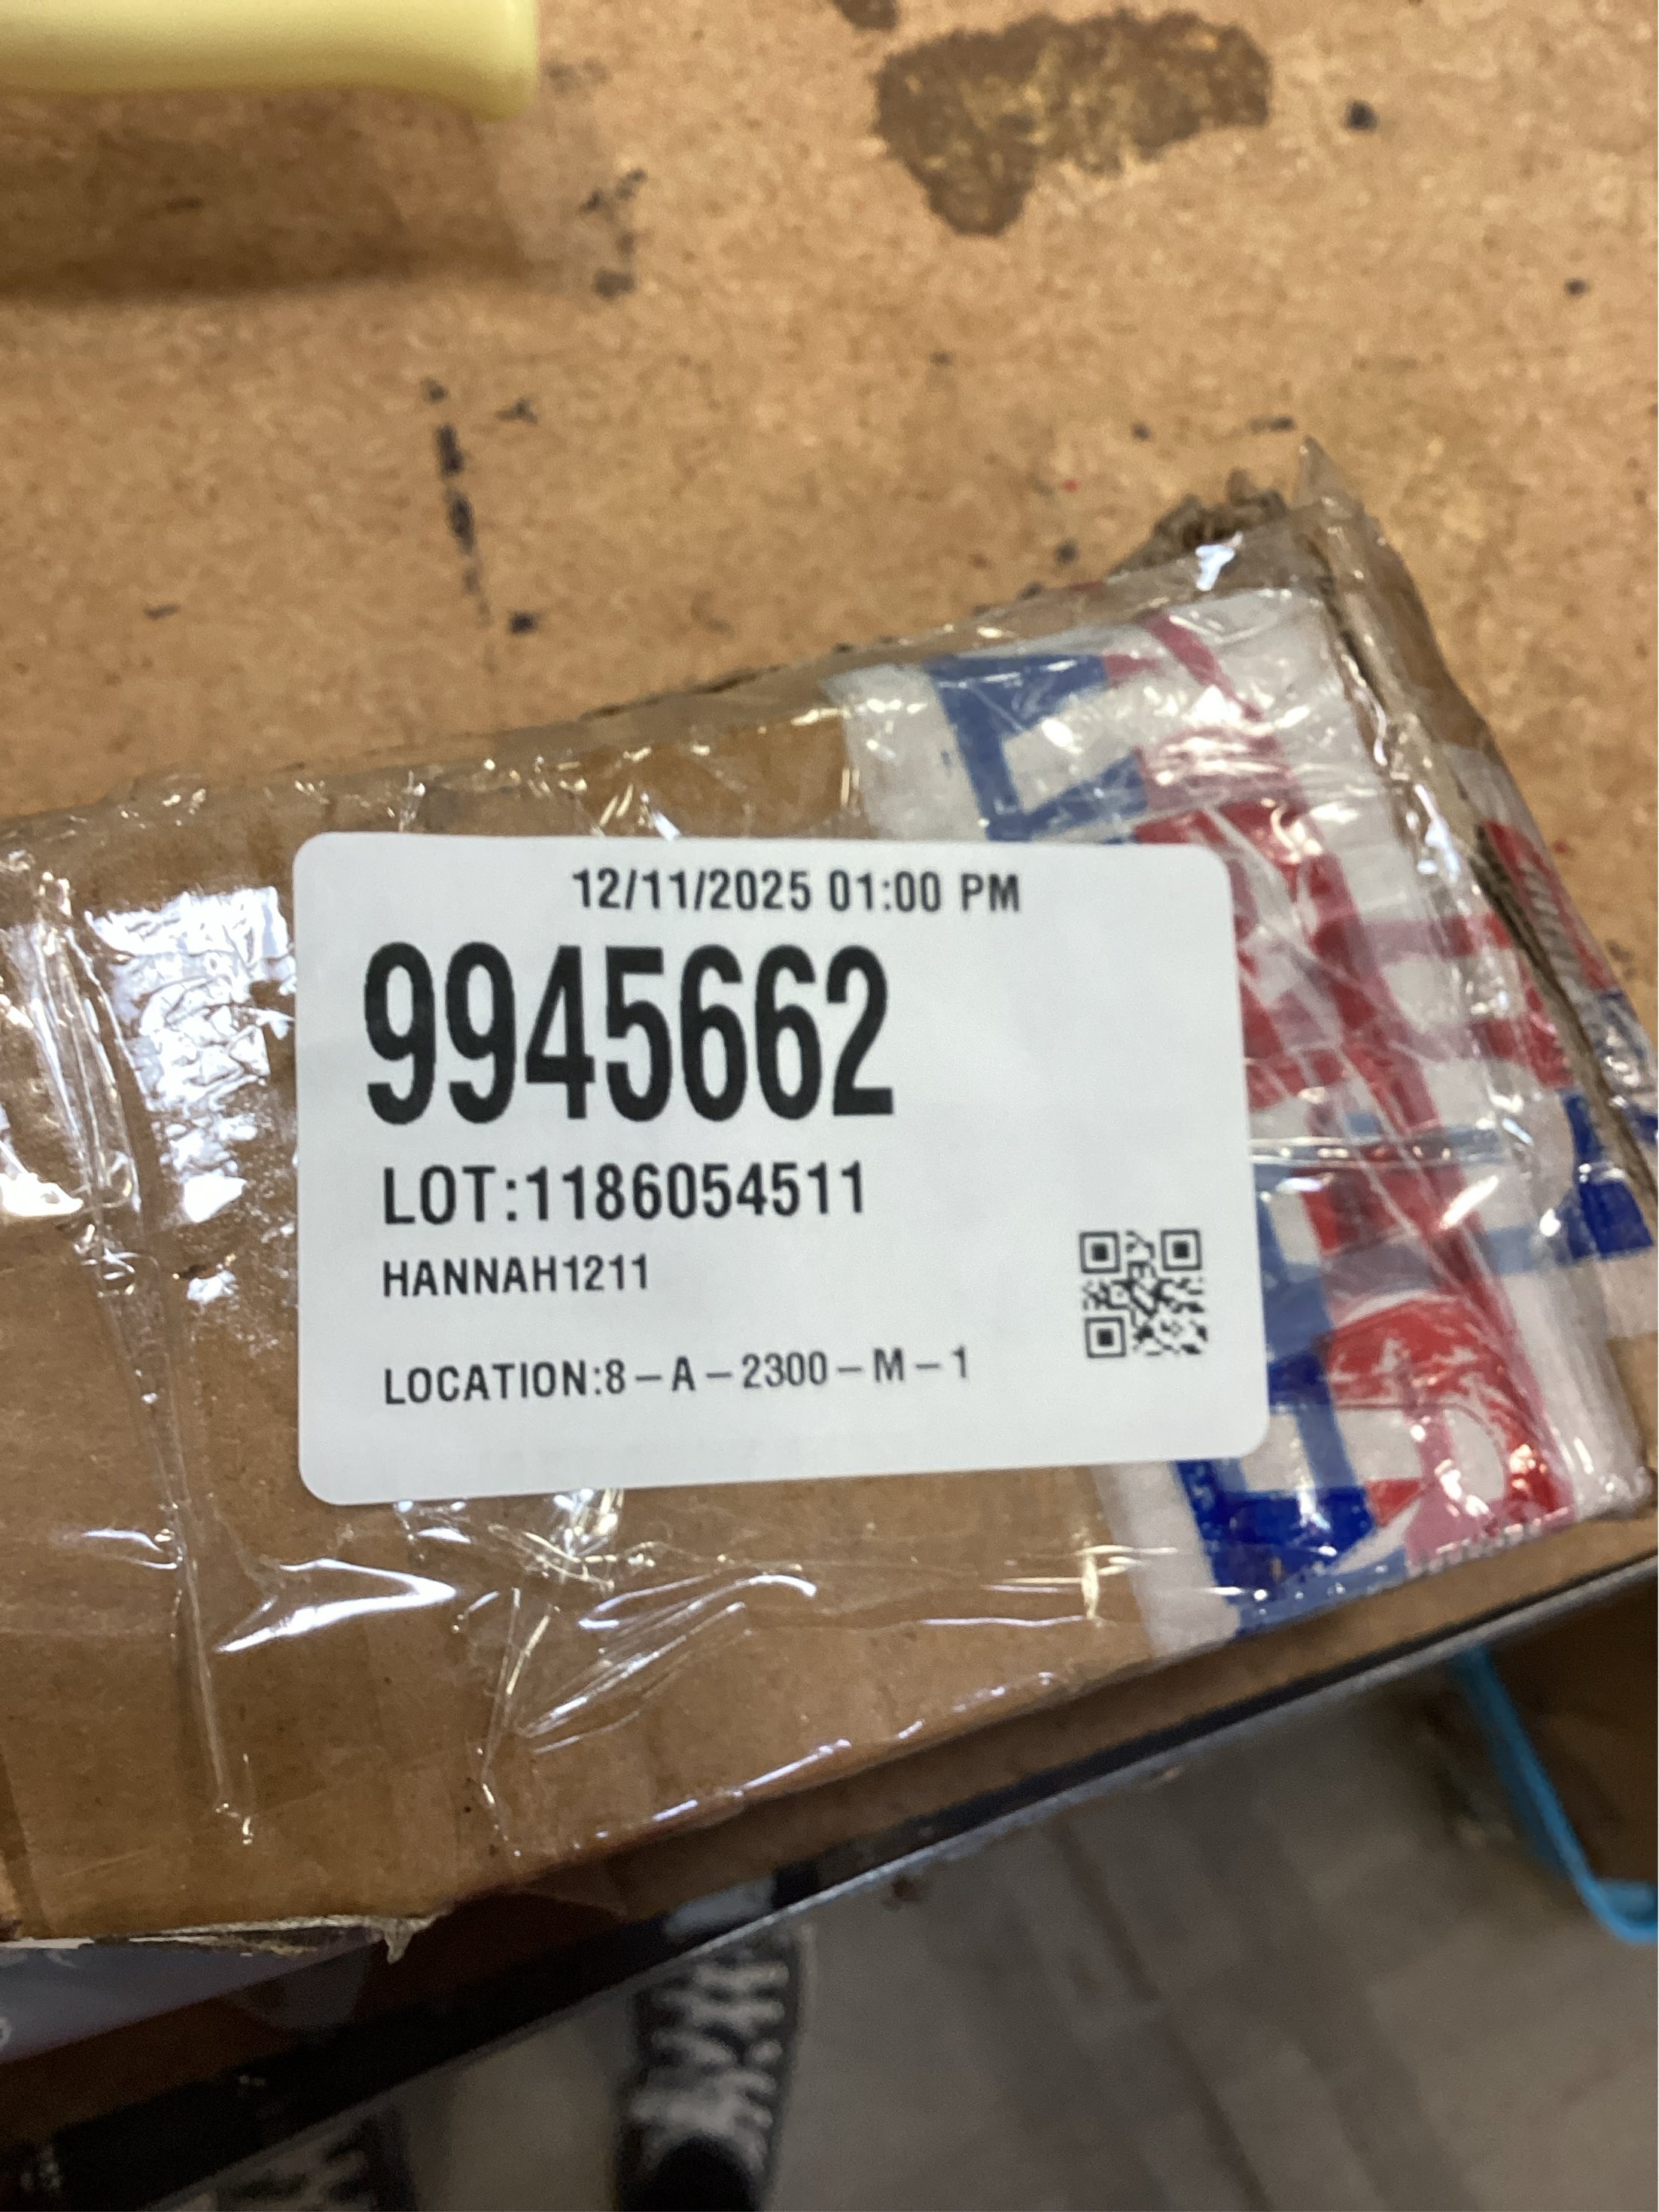 12/11/2025 01:00 PM
9945662
LOT:1186054511
HANNAH1211
LOCATION:8-A-2300-M-1